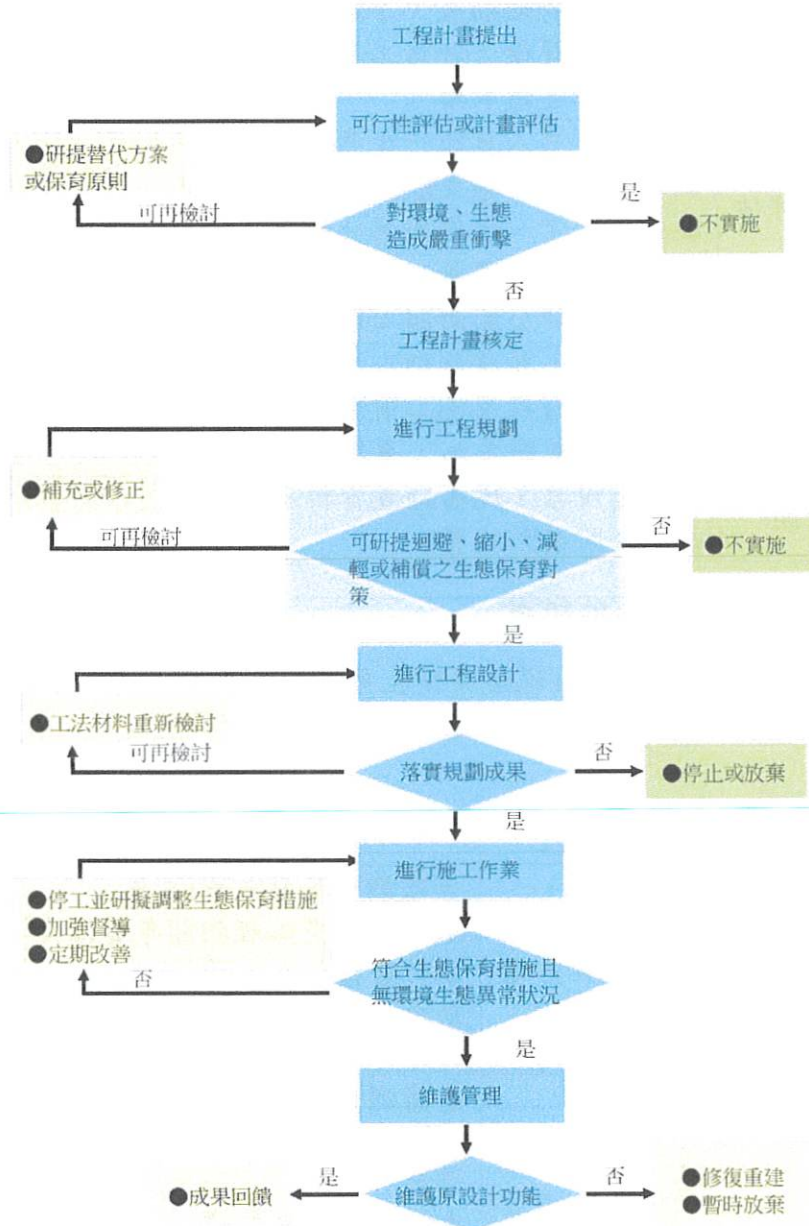 工程計畫提出
可行性評估或計畫評估
●研提替代方案
或保育原則
可再檢討
對環境、生態
造成嚴重衝擊
是
●不實施
否
工程計畫核定
進行工程規劃
●補充或修正
可再檢討
可研提迴避、縮小、減
輕或補償之生態保育對
策
否
●不實施
是
進行工程設計
●工法材料重新檢討
可再檢討
落實規劃成果
否
●停止或放棄
是
進行施工作業
●停工並研擬調整生態保育措施
●加強督導
●定期改善
否
符合生態保育措施且
無環境生態異常狀況
是
維護管理
●成果回饋
是
維護原設計功能
否
●修復重建
●暫時放棄